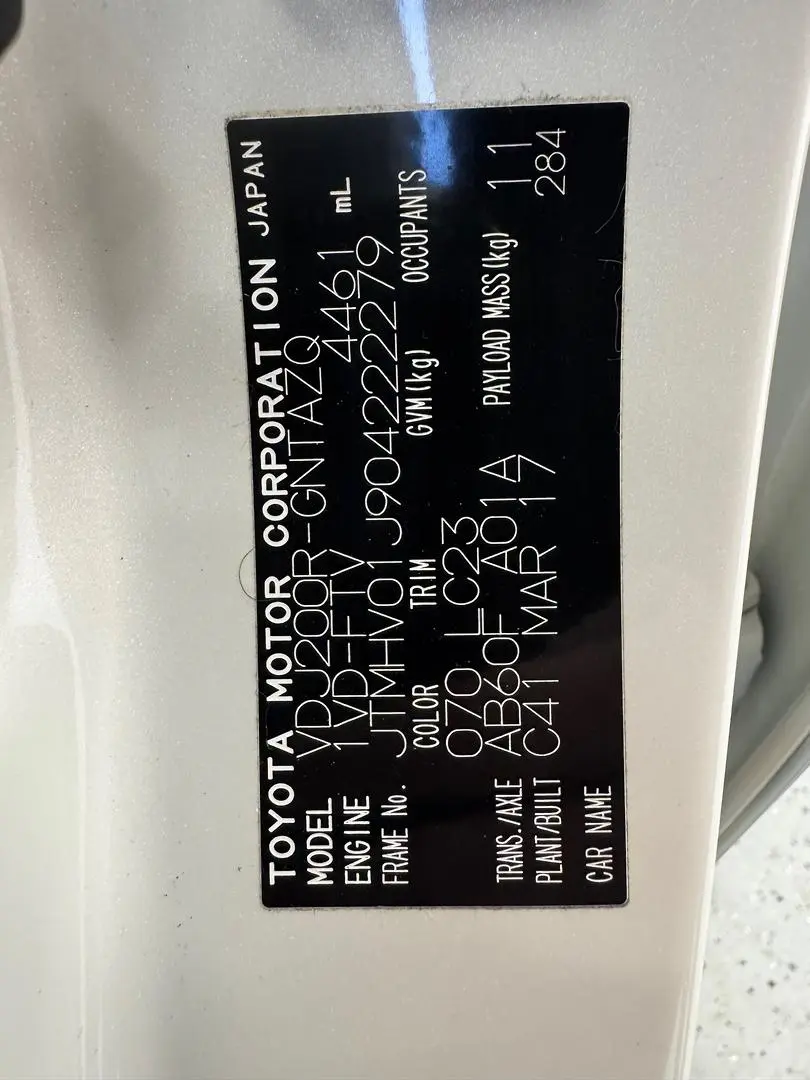 TOYOTA MOTOR CORPORATION JAPAN
MODEL VDJ200R-GNTAZQ
ENGINE 1VD-FTV 4461 mL
FRAME No. JTMHV01J904222279
COLOR TRIM GVM(kg) OCCUPANTS
070 LC23
TRANS./AXLE AB60F A01A PAYLOAD MASS(kg) 11
PLANT/BUILT C41 MAR 17 284
CAR NAME